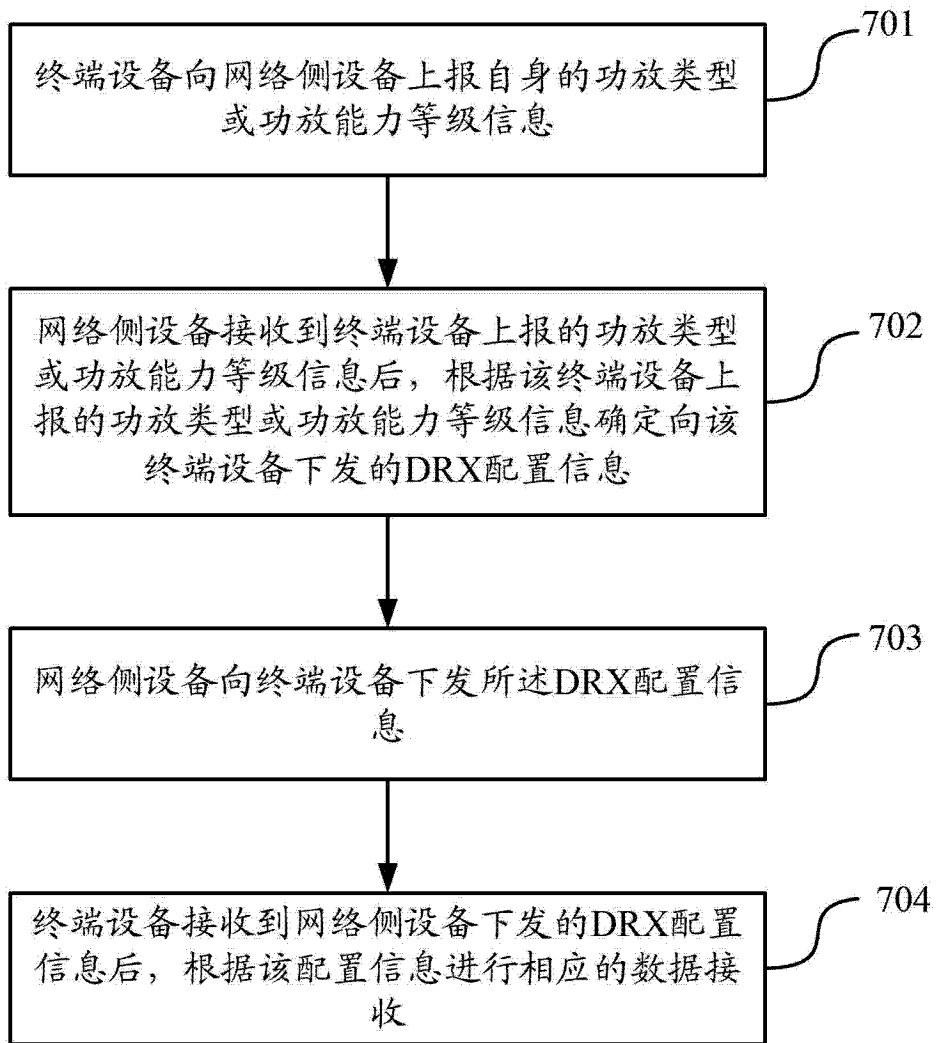 701
终端设备向网络侧设备上报自身的功放类型
或功放能力等级信息
702
网络侧设备接收到终端设备上报的功放类型
或功放能力等级信息后，根据该终端设备上
报的功放类型或功放能力等级信息确定向该
终端设备下发的DRX配置信息
703
网络侧设备向终端设备下发所述DRX配置信
息
704
终端设备接收到网络侧设备下发的DRX配置
信息后，根据该配置信息进行相应的数据接
收